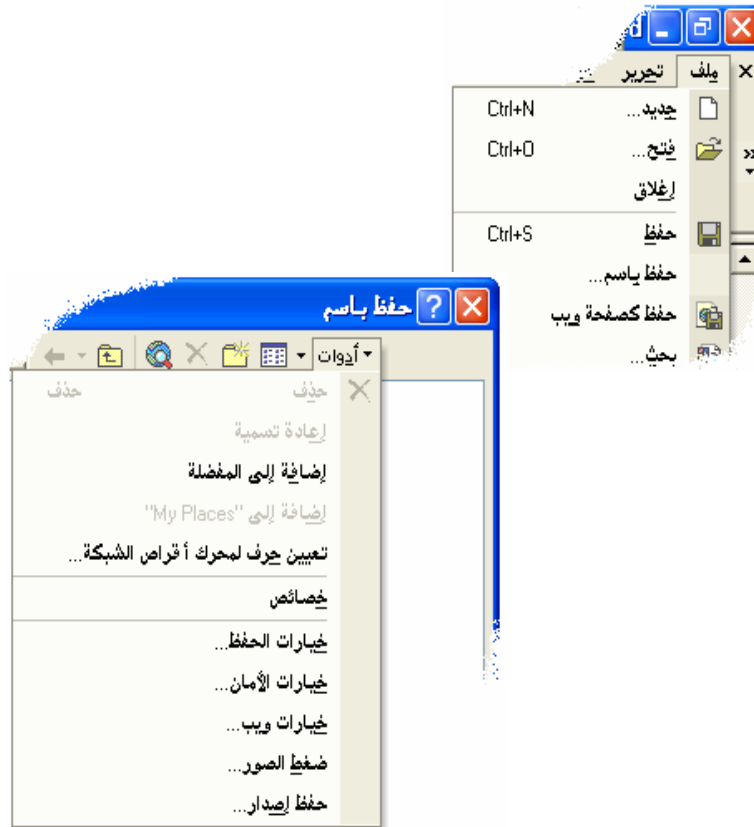 d
ملف تحرير
جديد... Ctrl+N
فتح... Ctrl+O
إغلاق
حفظ Ctrl+S
حفظ باسم...
حفظ كصفحة ويب
بحث...
حفظ باسم
أدوات
حذف حذف
إعادة تسمية
إضافة إلى المفضلة
إضافة إلى "My Places"
تعيين حرف لمحرك أقراص الشبكة...
خصائص
خيارات الحفظ...
خيارات الأمان...
خيارات ويب...
ضغط الصور...
حفظ إصدار...